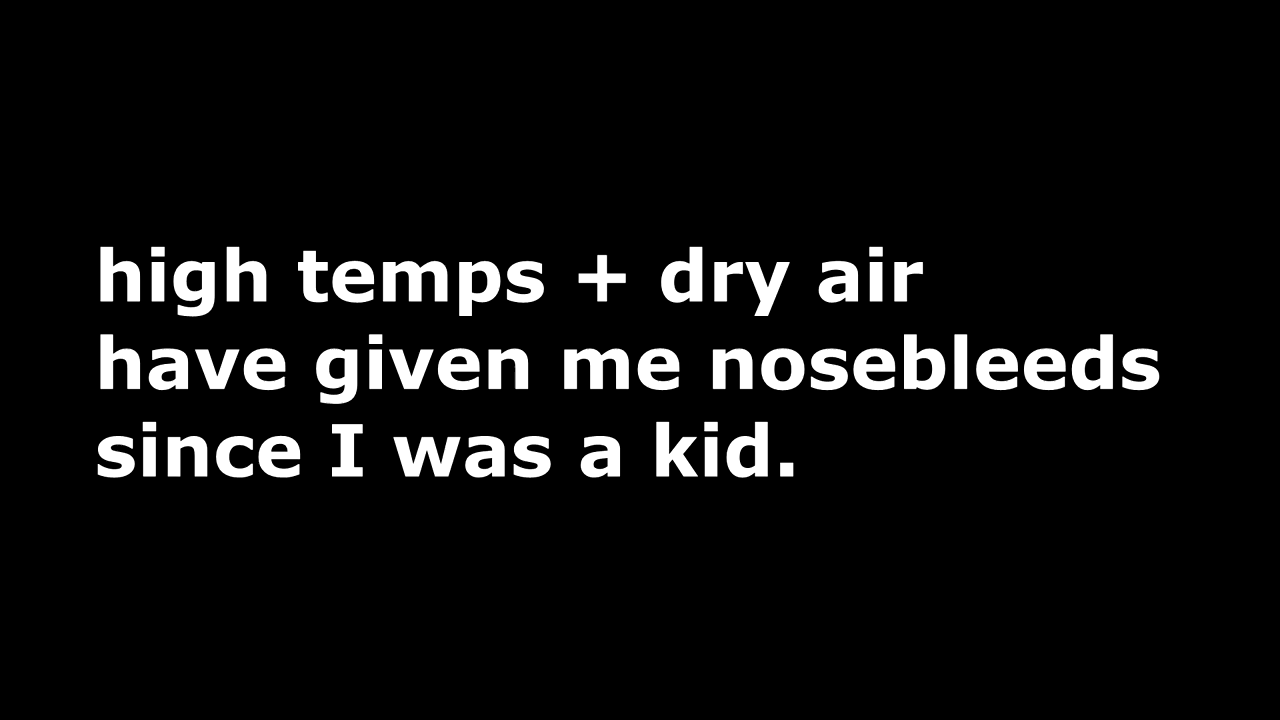 high temps + dry air
have given me nosebleeds
since I was a kid.